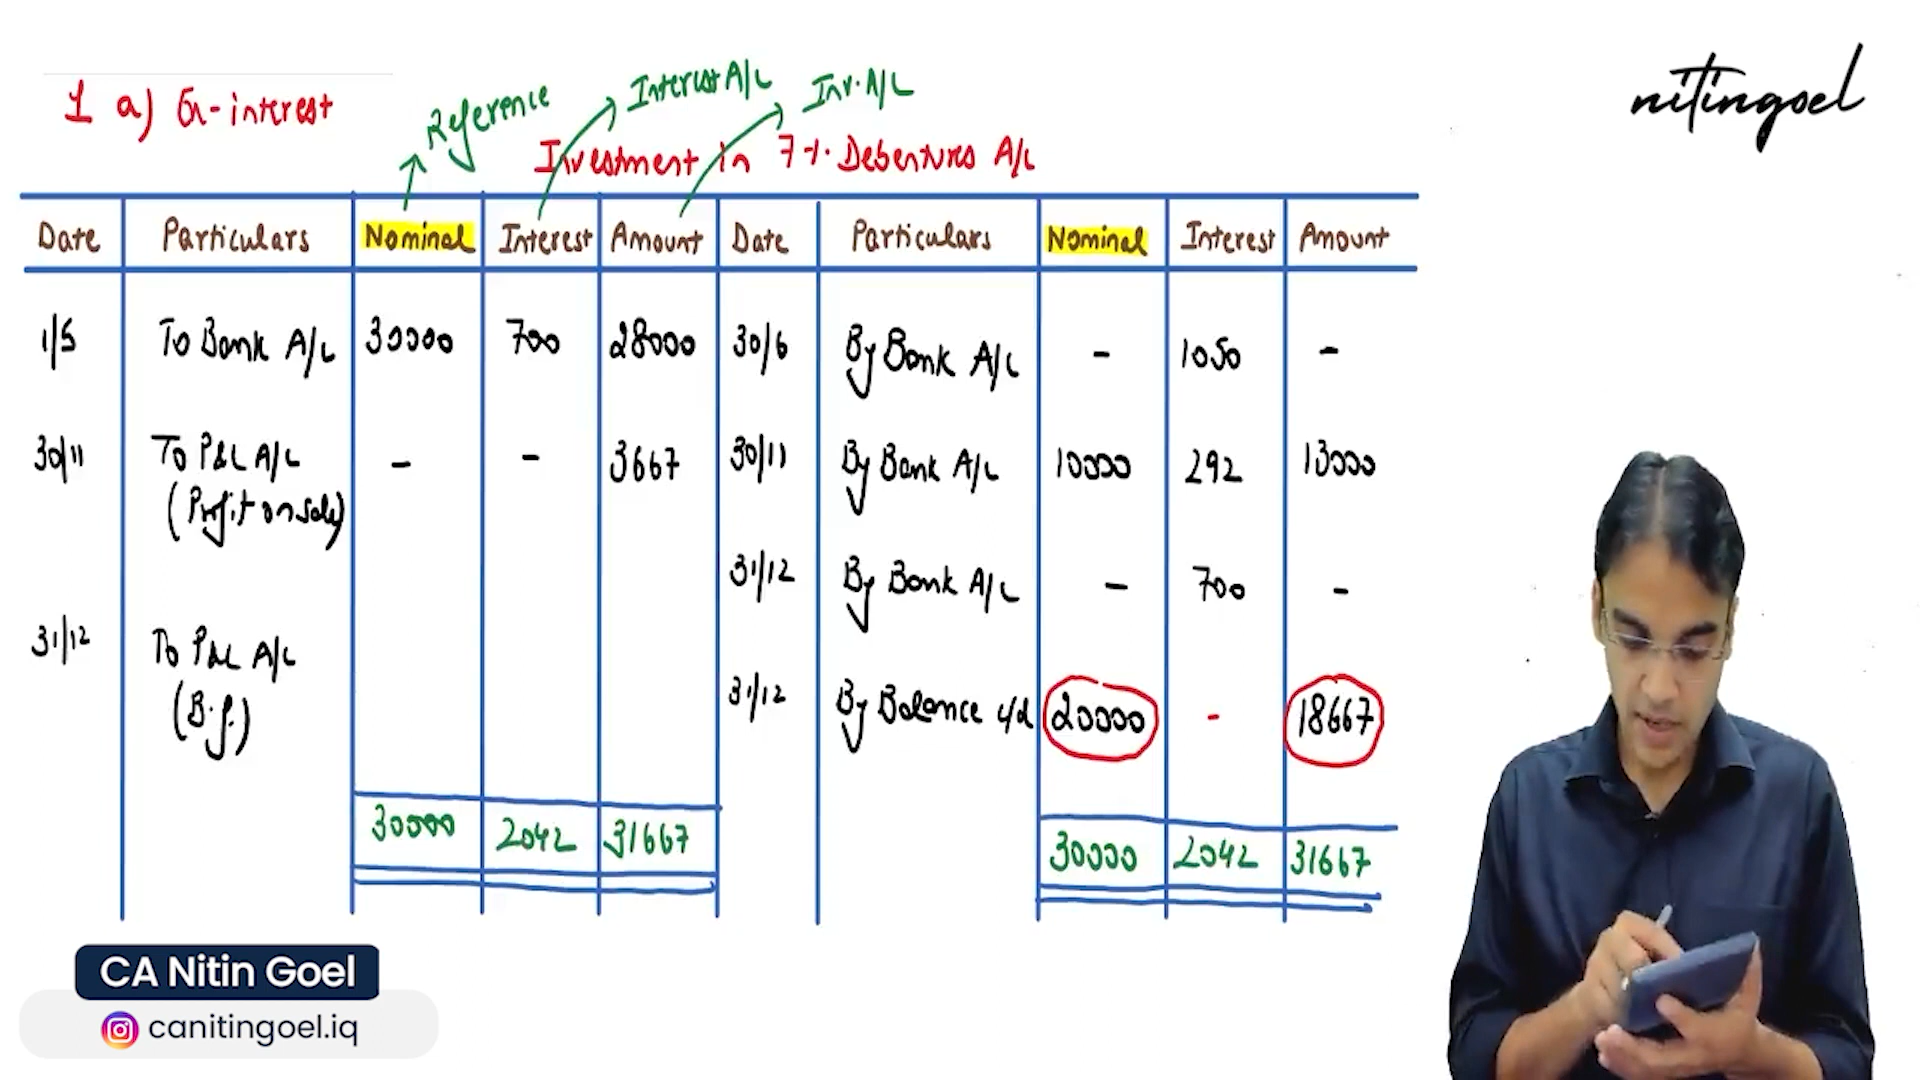 nitingoel
1 a) Ex-interest
Reference
Interest A/c
Inv. A/c
Investment in 7% Debentures A/c
Date Particulars Nominal Interest Amount Date Particulars Nominal Interest Amount
1/5 To Bank A/c 30000 700 28000 30/6 By Bank A/c - 1050 -
30/11 To P&L A/c - - 3667 30/11 By Bank A/c 10000 292 13000
(Profit on Sale)
31/12 By Bank A/c - 700 -
31/12 To P&L A/c
(B.f.)
31/12 By Balance c/d 20000 - 18667
30000 2042 31667 30000 2042 31667
CA Nitin Goel
canitingoel.iq